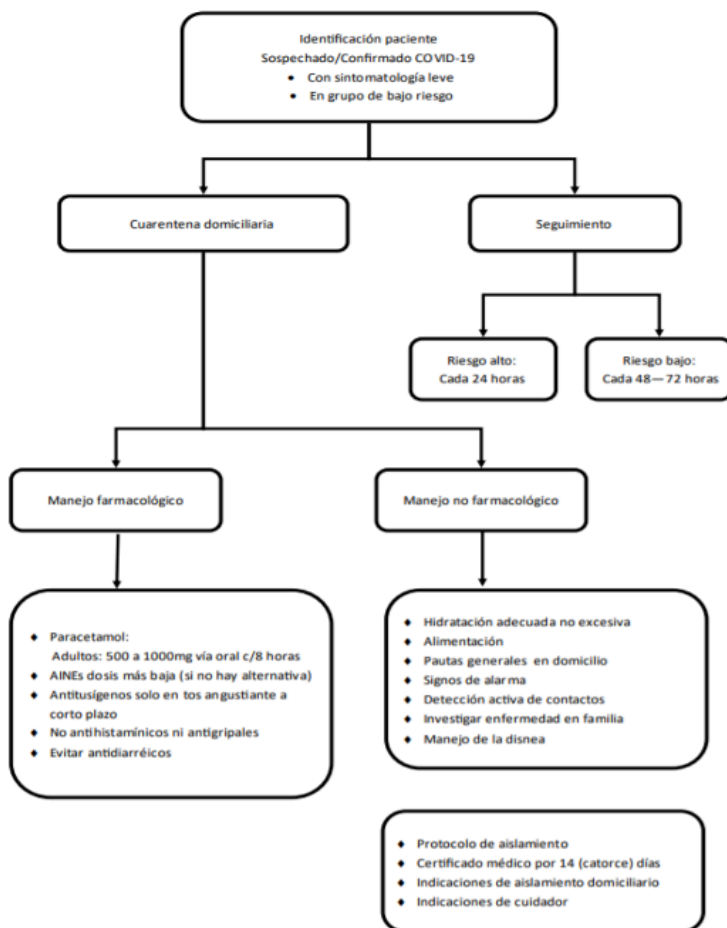 Identificación paciente
Sospechado/Confirmado COVID-19
• Con sintomatología leve
• En grupo de bajo riesgo
Cuarentena domiciliaria
Seguimiento
Riesgo alto:
Cada 24 horas
Riesgo bajo:
Cada 48—72 horas
Manejo farmacológico
Manejo no farmacológico
♦ Paracetamol:
Adultos: 500 a 1000mg vía oral c/8 horas
♦ AINEs dosis más baja (si no hay alternativa)
♦ Antitusígenos solo en tos angustiante a
corto plazo
♦ No antihistamínicos ni antigripales
♦ Evitar antidiarréicos
♦ Hidratación adecuada no excesiva
♦ Alimentación
♦ Pautas generales en domicilio
♦ Signos de alarma
♦ Detección activa de contactos
♦ Investigar enfermedad en familia
♦ Manejo de la disnea
♦ Protocolo de aislamiento
♦ Certificado médico por 14 (catorce) días
♦ Indicaciones de aislamiento domiciliario
♦ Indicaciones de cuidador